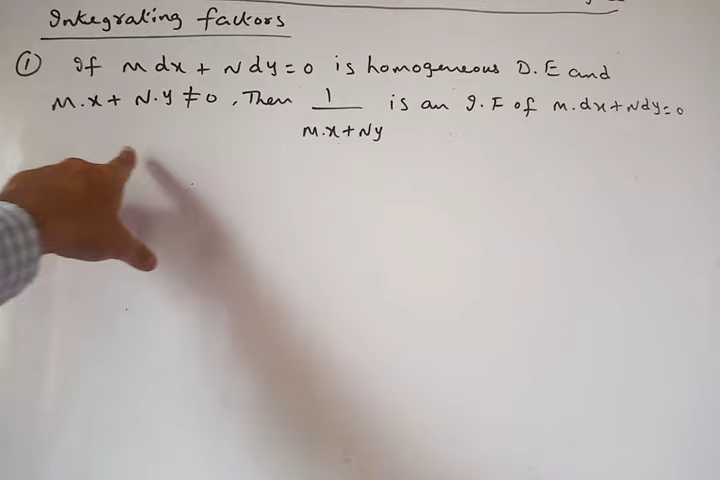 Integrating factors
① If M dx + N dy = 0 is homogeneous D.E and
M.x + N.y ≠ 0, Then 1/(M.x+Ny) is an I.F of M.dx+Ndy=0